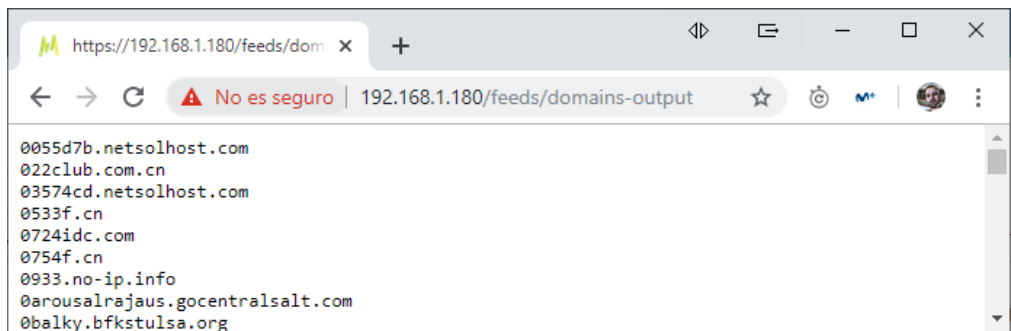 https://192.168.1.180/feeds/dom
No es seguro | 192.168.1.180/feeds/domains-output
0055d7b.netsolhost.com
022club.com.cn
03574cd.netsolhost.com
0533f.cn
0724idc.com
0754f.cn
0933.no-ip.info
0arousalrajaus.gocentralsalt.com
0balky.bfkstulsa.org